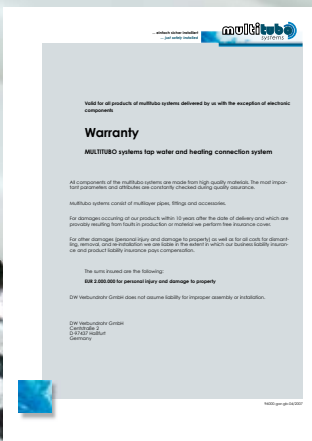 ... einfach sicher installiert
... just safely installed
multitubo
systems
Valid for all products of multitubo systems delivered by us with the exception of electronic
components
Warranty
MULTITUBO systems tap water and heating connection system
All components of the multitubo systems are made from high quality materials. The most impor-
tant parameters and attributes are constantly checked during quality assurance.
Multitubo systems consist of multilayer pipes, fittings and accessories.
For damages occurring at our products within 10 years after the date of delivery and which are
provably resulting from faults in production or material we perform free insurance cover.
For other damages (personal injury and damage to property) as well as for all costs for dismant-
ling, removal, and re-installation we are liable in the extent in which our business liability insuran-
ce and product liability insurance pays compensation.
The sums insured are the following:
EUR 2.000.000 for personal injury and damage to property
DW Verbundrohr GmbH does not assume liability for improper assembly or installation.
DW Verbundrohr GmbH
Centstraße 3
D-97437 Haßfurt
Germany